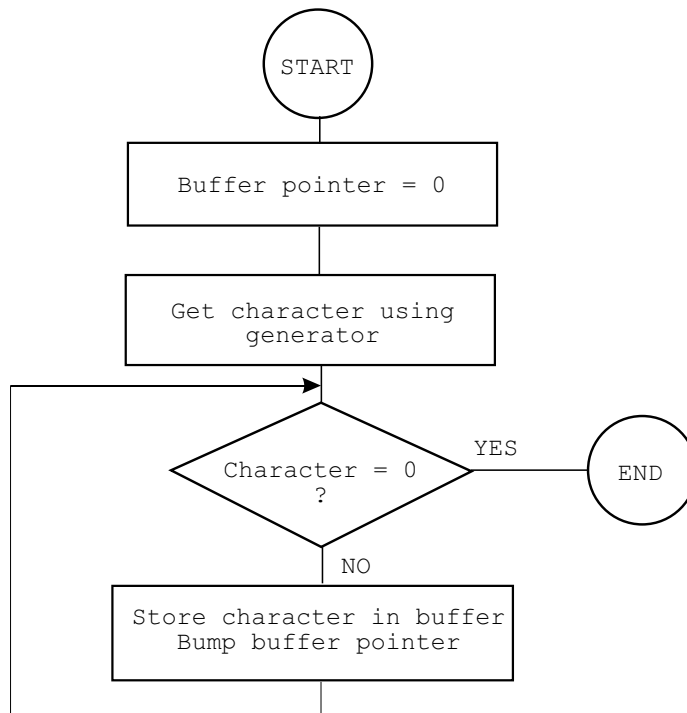 START
Buffer pointer = 0
Get character using
generator
Character = 0
?
YES
END
NO
Store character in buffer
Bump buffer pointer